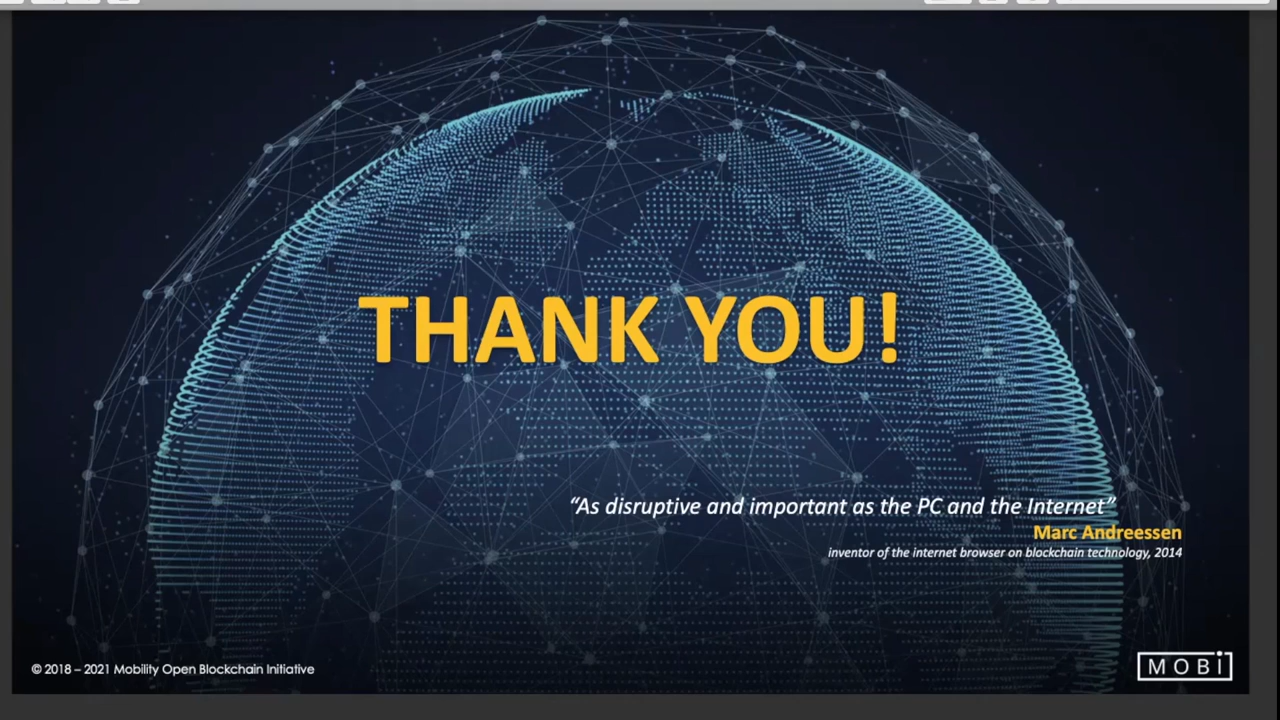 THANK YOU!
“As disruptive and important as the PC and the Internet”
Marc Andreessen
inventor of the internet browser on blockchain technology, 2014
© 2018 – 2021 Mobility Open Blockchain Initiative
MOBi